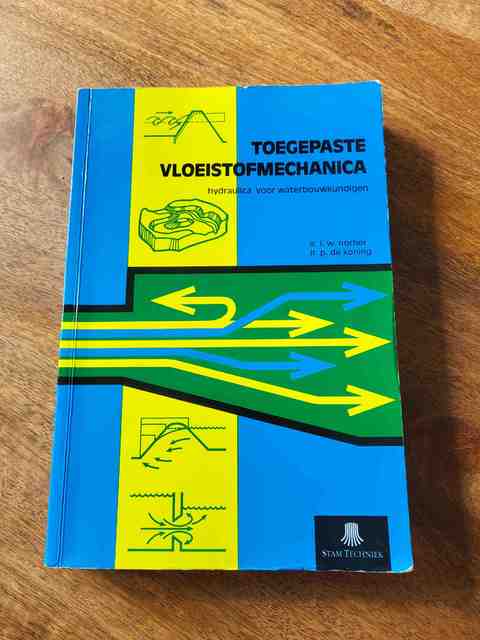 TOEGEPASTE
VLOEISTOFMECHANICA
hydraulica voor waterbouwkundigen
ir. l. w. nortier
ir. p. de koning
STAM TECHNIEK